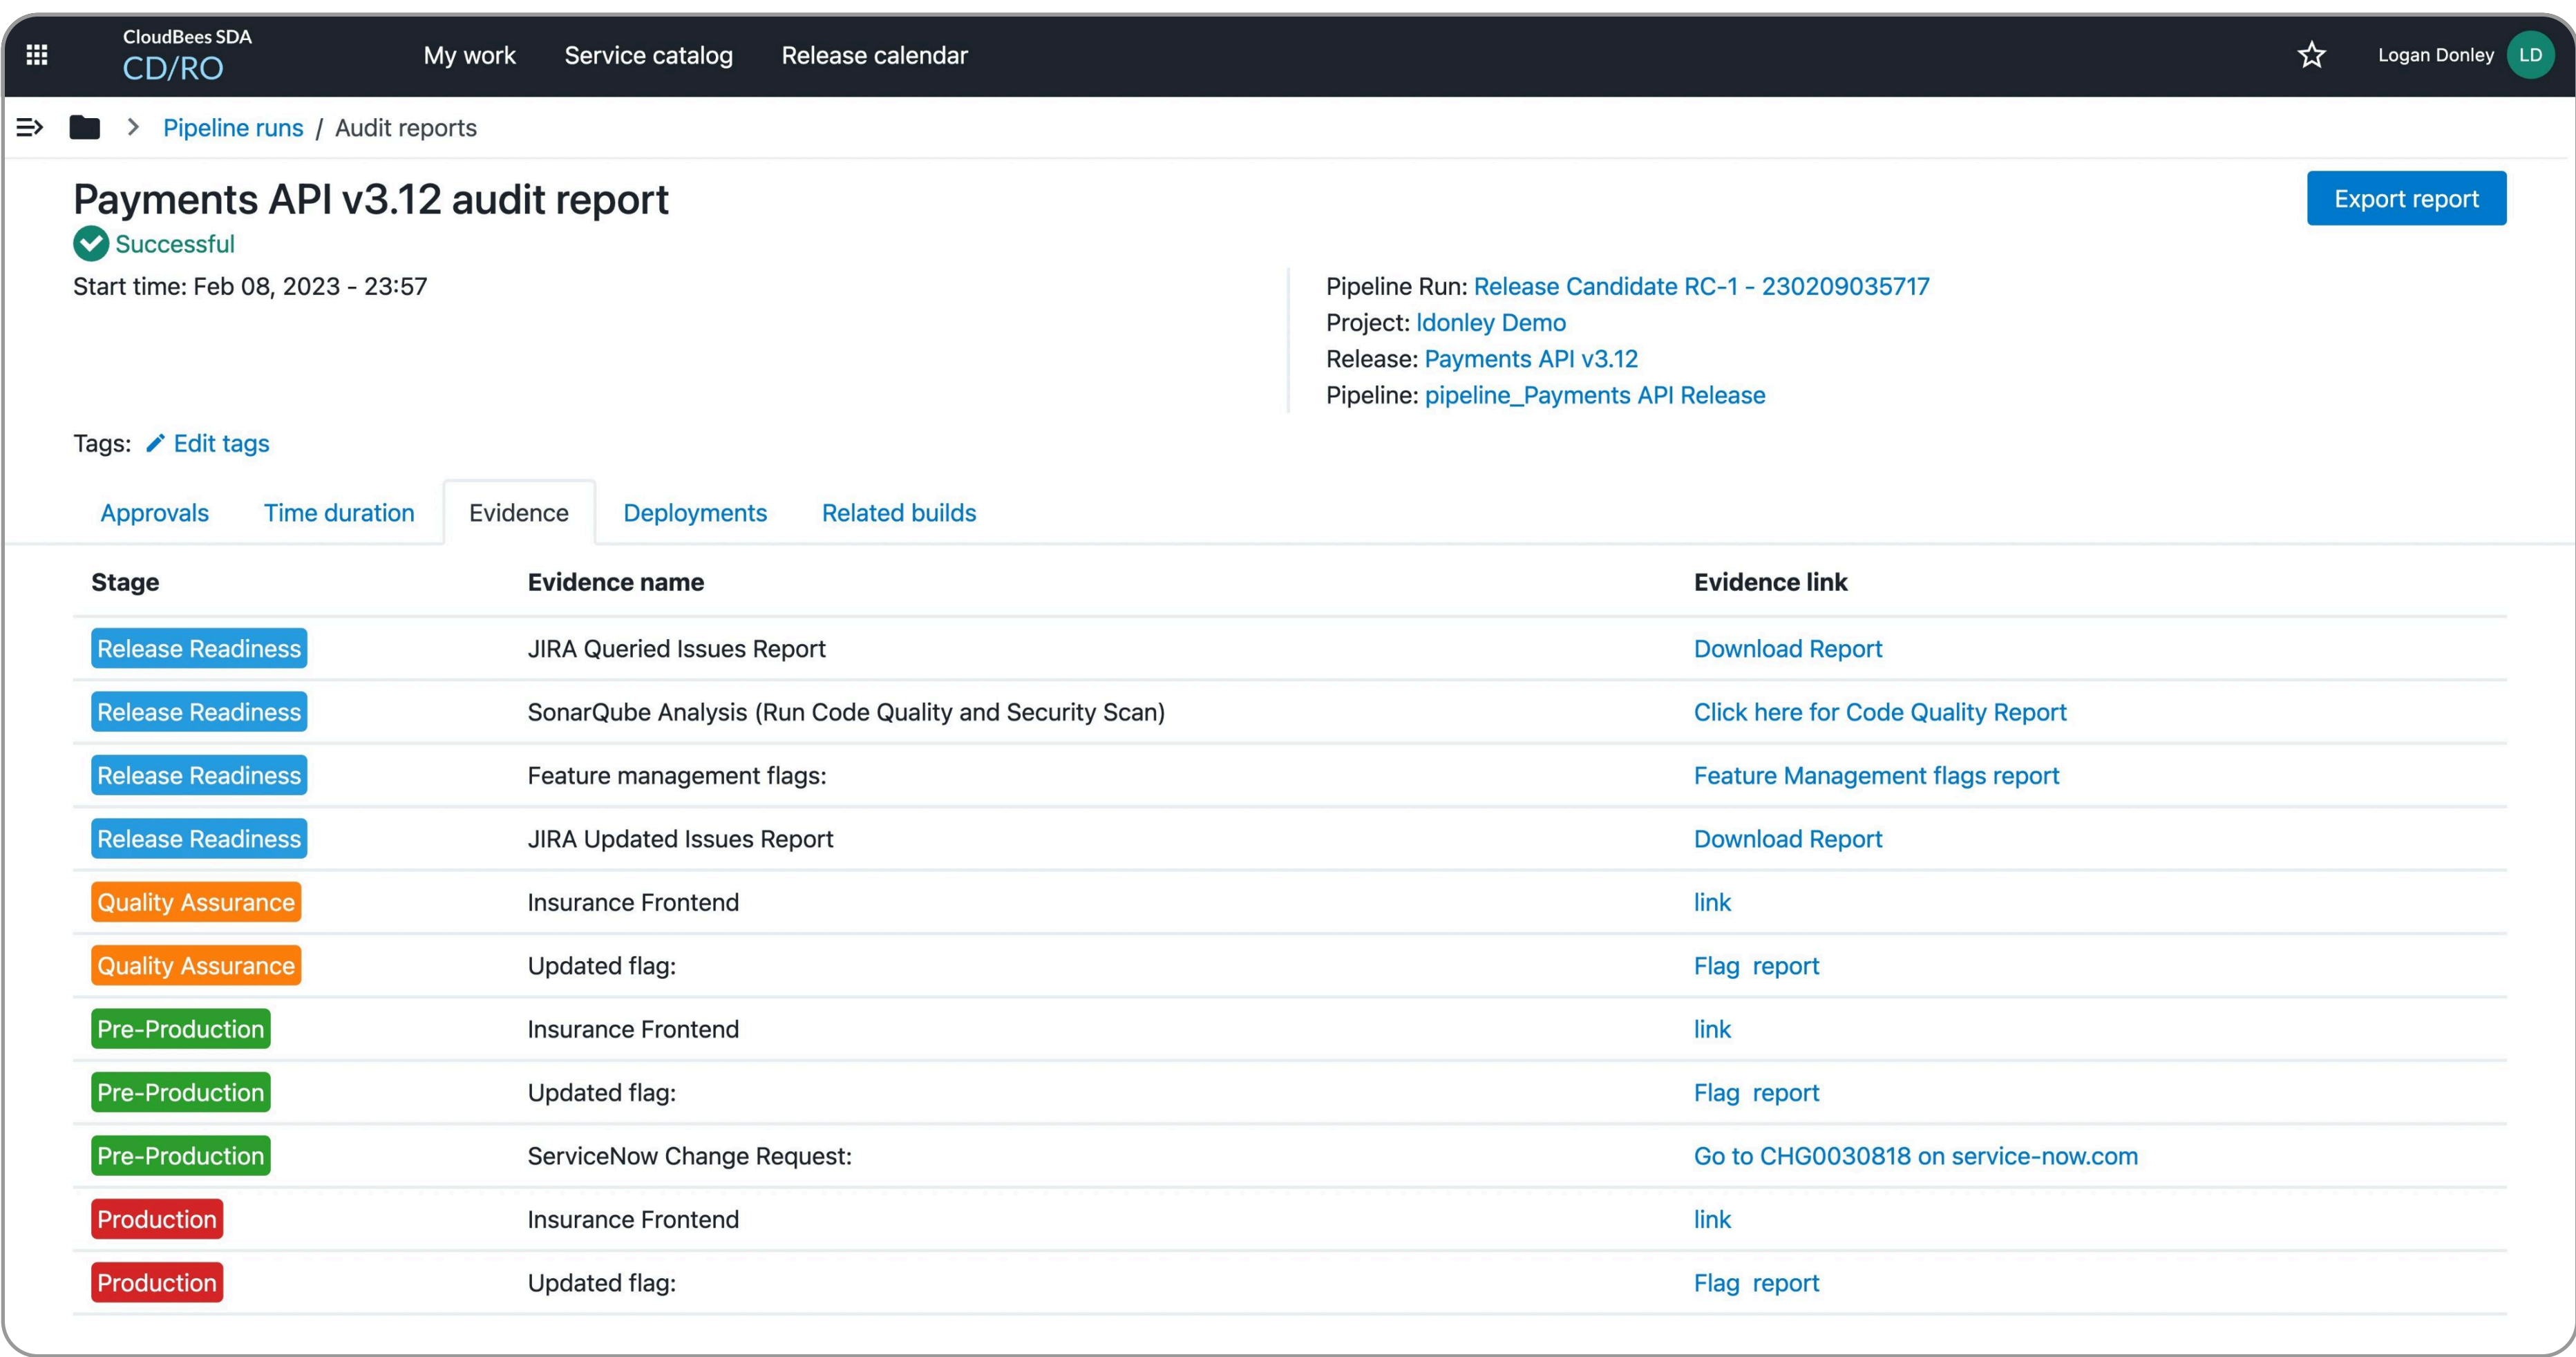 CloudBees SDA
CD/RO
My work Service catalog Release calendar Logan Donley LD
Pipeline runs / Audit reports
Payments API v3.12 audit report
Export report
Successful
Start time: Feb 08, 2023 - 23:57
Pipeline Run: Release Candidate RC-1 - 230209035717
Project: ldonley Demo
Release: Payments API v3.12
Pipeline: pipeline_Payments API Release
Tags: Edit tags
Approvals Time duration Evidence Deployments Related builds
Stage Evidence name Evidence link
Release Readiness JIRA Queried Issues Report Download Report
Release Readiness SonarQube Analysis (Run Code Quality and Security Scan) Click here for Code Quality Report
Release Readiness Feature management flags: Feature Management flags report
Release Readiness JIRA Updated Issues Report Download Report
Quality Assurance Insurance Frontend link
Quality Assurance Updated flag: Flag report
Pre-Production Insurance Frontend link
Pre-Production Updated flag: Flag report
Pre-Production ServiceNow Change Request: Go to CHG0030818 on service-now.com
Production Insurance Frontend link
Production Updated flag: Flag report